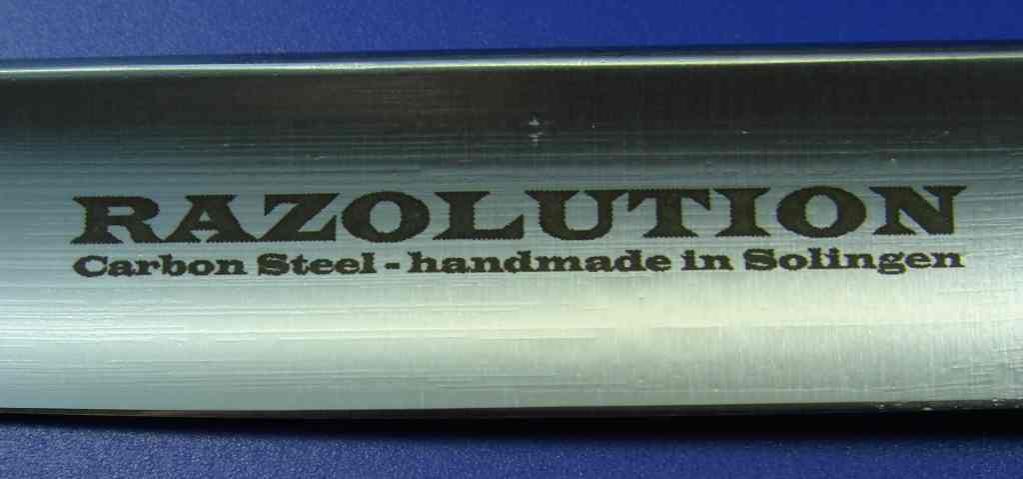 RAZOLUTION
Carbon Steel - handmade in Solingen